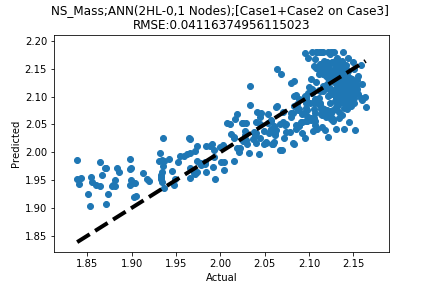 NS_Mass;ANN(2HL-0,1 Nodes);[Case1+Case2 on Case3]
RMSE:0.04116374956115023
2.20
2.15
2.10
2.05
2.00
1.95
1.90
1.85
Predicted
1.85 1.90 1.95 2.00 2.05 2.10 2.15
Actual